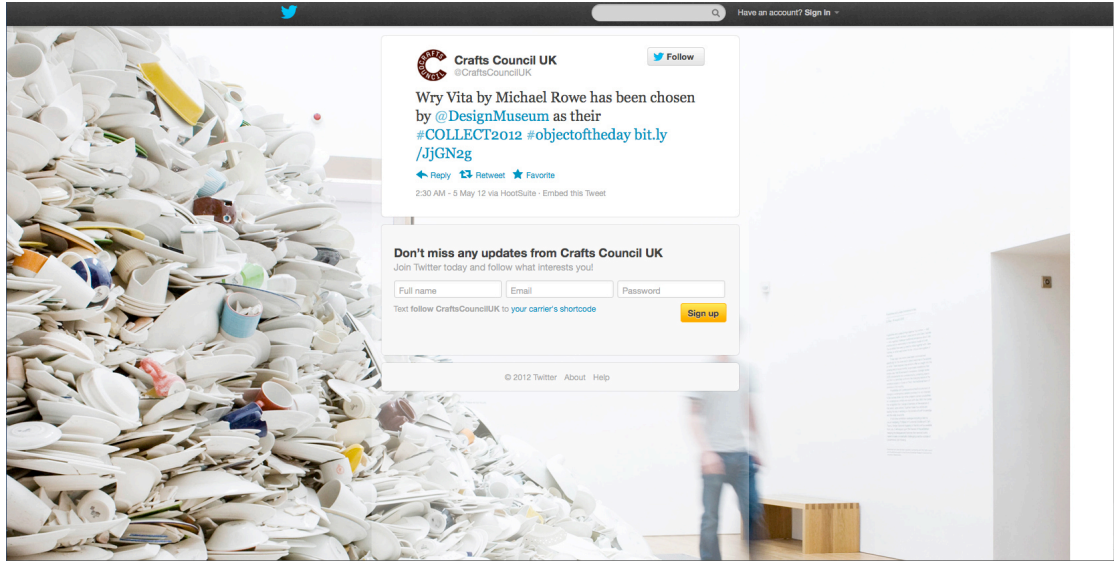 Have an account? Sign in
CRAFTS COUNCIL
Crafts Council UK
@CraftsCouncilUK
Follow
Wry Vita by Michael Rowe has been chosen
by @DesignMuseum as their
#COLLECT2012 #objectoftheday bit.ly
/JjGN2g
Reply Retweet Favorite
2:30 AM - 5 May 12 via HootSuite · Embed this Tweet
Don't miss any updates from Crafts Council UK
Join Twitter today and follow what interests you!
Full name Email Password
Text follow CraftsCouncilUK to your carrier's shortcode
Sign up
© 2012 Twitter About Help